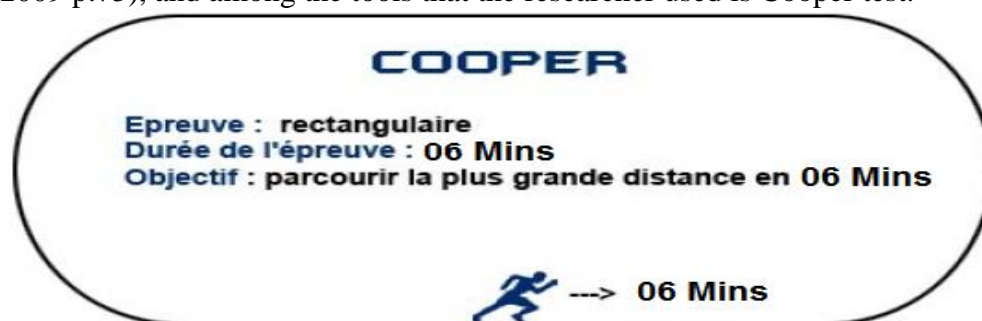 2009 p.75), and among the tools that the researcher used is Cooper test.
COOPER
Epreuve : rectangulaire
Durée de l'épreuve : 06 Mins
Objectif : parcourir la plus grande distance en 06 Mins
---> 06 Mins